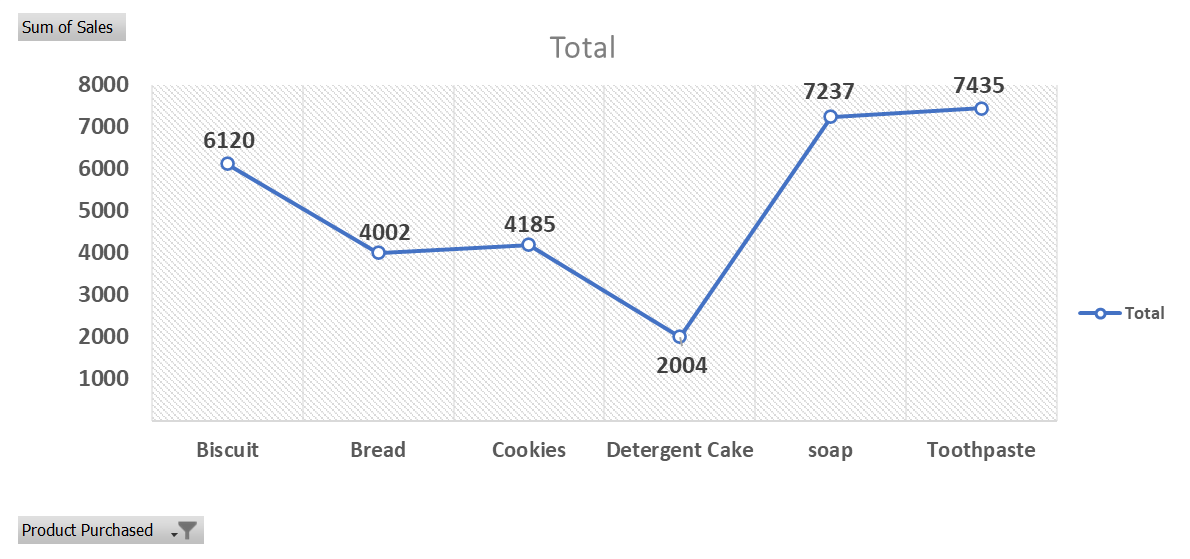 Sum of Sales
Total
8000
7000
6000
5000
4000
3000
2000
1000
6120
4002
4185
2004
7237
7435
Total
Biscuit Bread Cookies Detergent Cake soap Toothpaste
Product Purchased